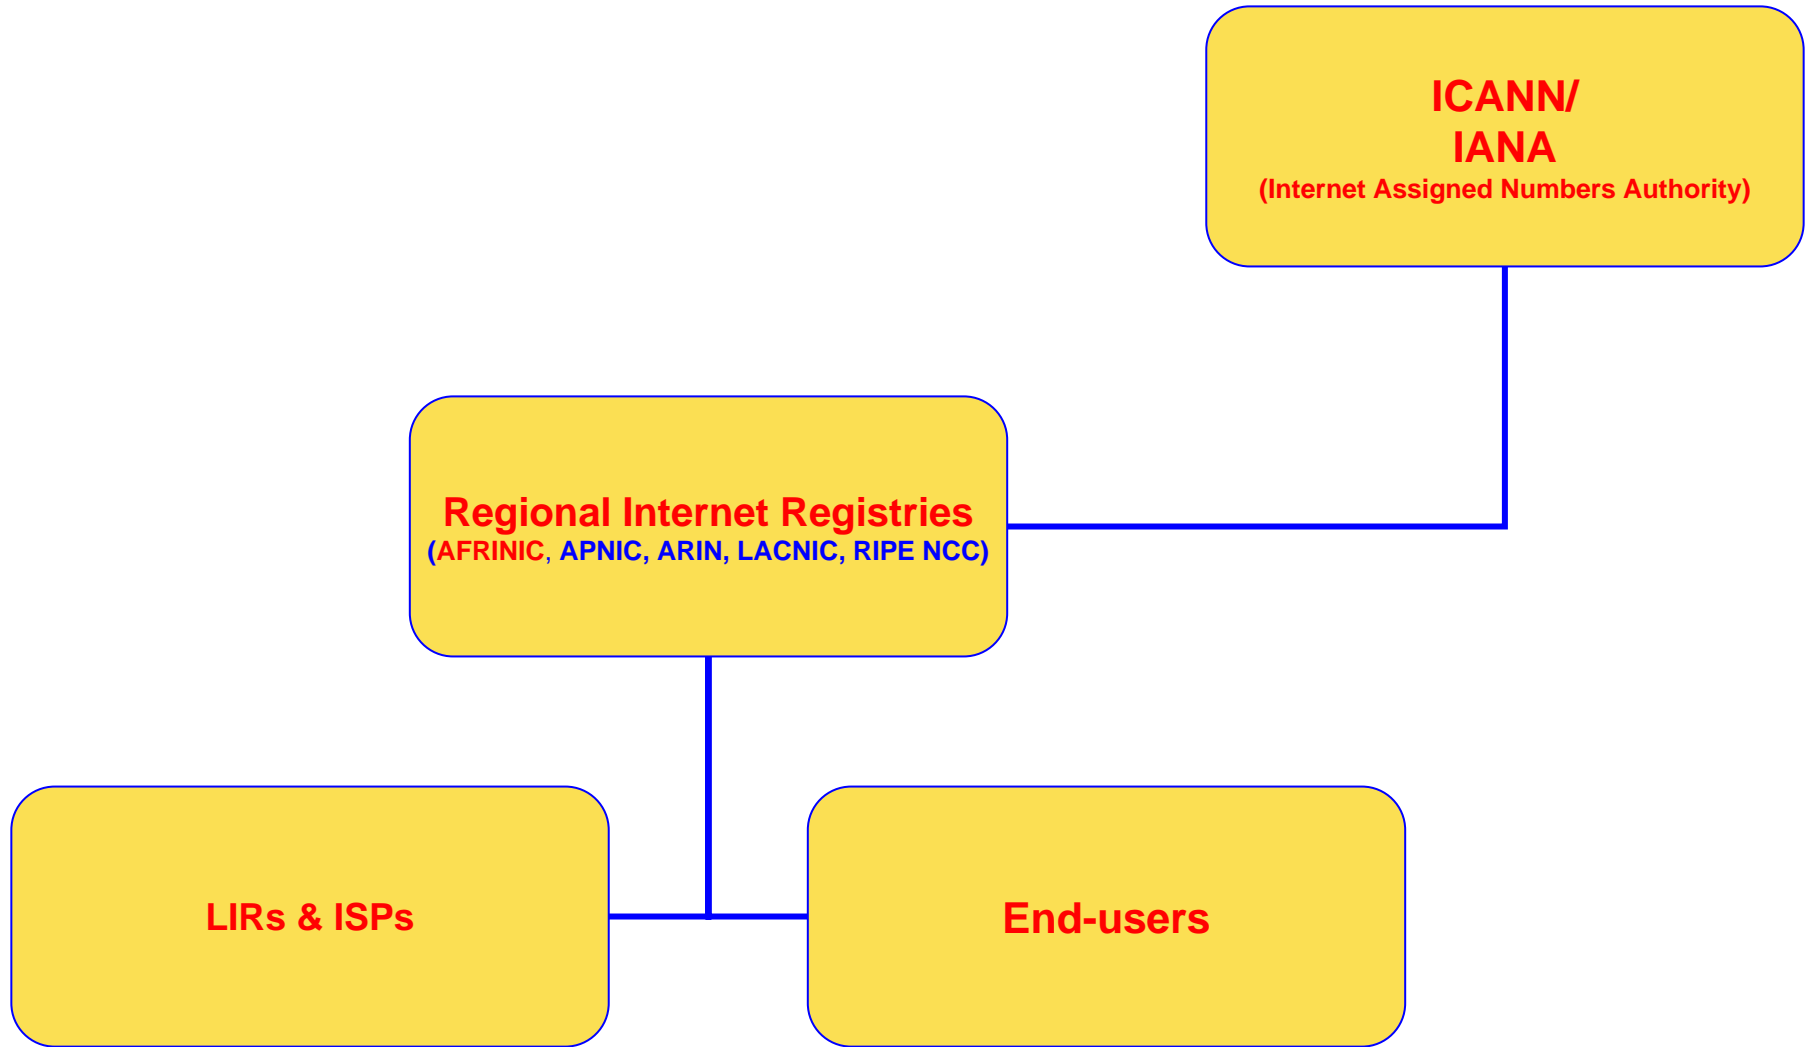 ICANN/
IANA
(Internet Assigned Numbers Authority)
Regional Internet Registries
(AFRINIC, APNIC, ARIN, LACNIC, RIPE NCC)
LIRs & ISPs
End-users